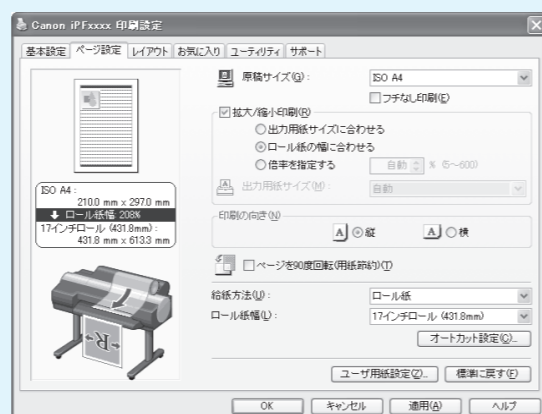 Canon iPFxxxx 印刷設定
基本設定 ページ設定 レイアウト お気に入り ユーティリティ サポート
原稿サイズ(G): ISO A4
フチなし印刷(E)
拡大/縮小印刷(R)
出力用紙サイズに合わせる
ロール紙の幅に合わせる
倍率を指定する 自動 % (5～600)
出力用紙サイズ(M): 自動
ISO A4 :
210.0 mm x 297.0 mm
ロール紙幅 208%
17インチロール (431.8mm) :
431.8 mm x 613.3 mm
印刷の向き(N)
A 縦 A 横
ページを90度回転(用紙節約)(T)
給紙方法(U): ロール紙
ロール紙幅(L): 17インチロール (431.8mm)
オートカット設定(C)...
R
ユーザ用紙設定(Z)... 標準に戻す(F)
OK キャンセル 適用(A) ヘルプ